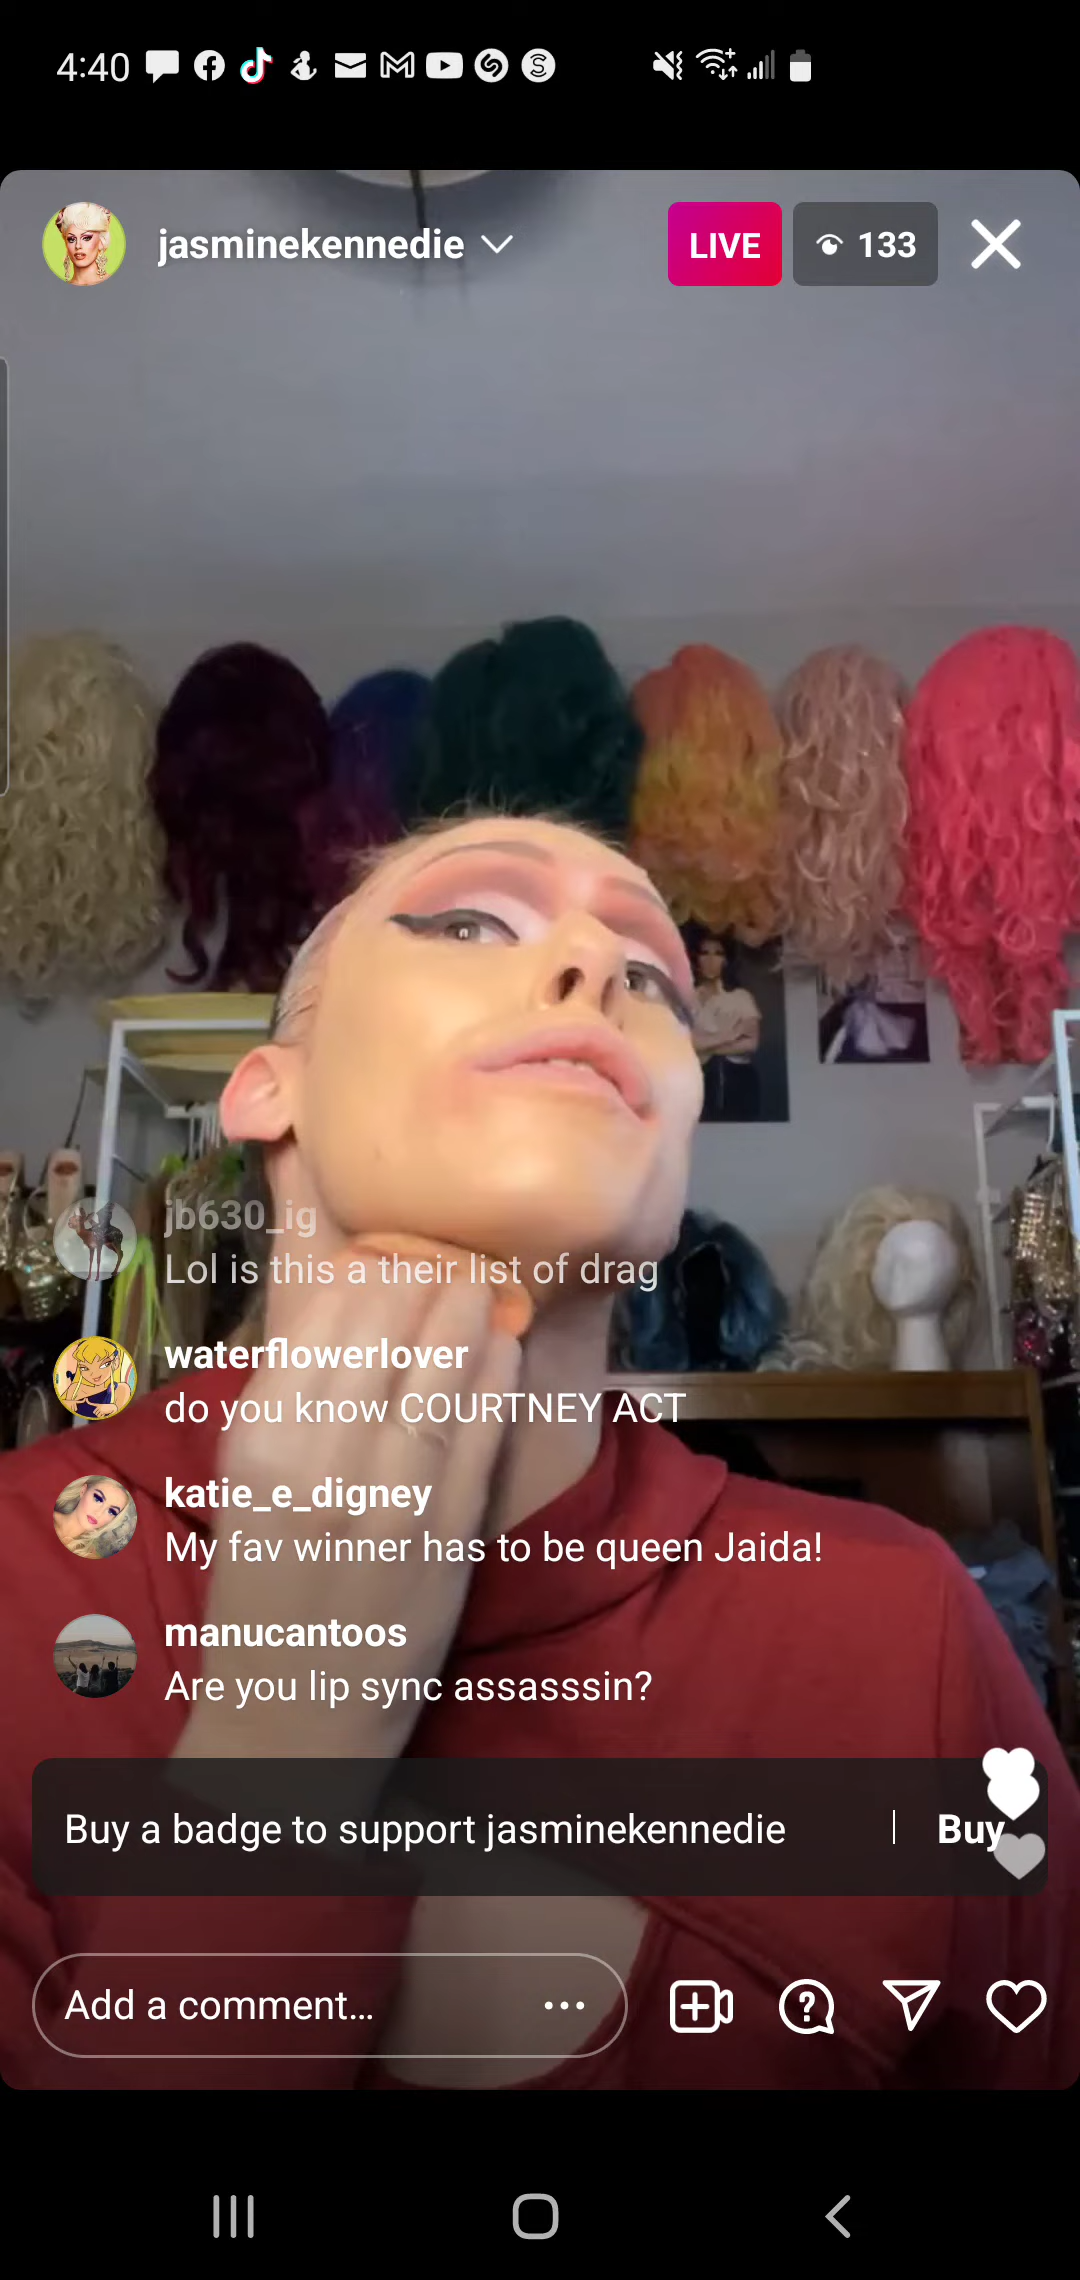 4:40
jasminekennedie
LIVE
133
jb630_ig
Lol is this a their list of drag
waterflowerlover
do you know COURTNEY ACT
katie_e_digney
My fav winner has to be queen Jaida!
manucantoos
Are you lip sync assasssin?
Buy a badge to support jasminekennedie | Buy
Add a comment...